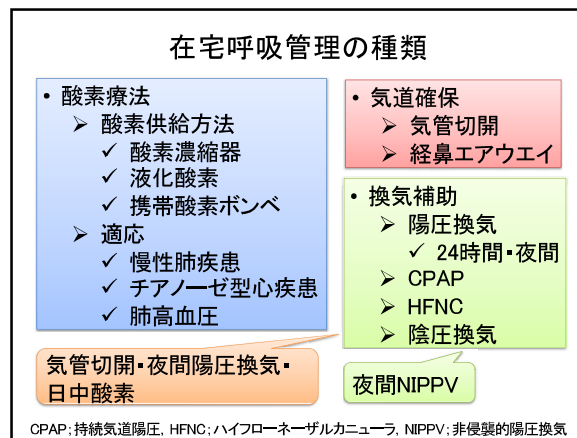 在宅呼吸管理の種類
• 酸素療法
➢ 酸素供給方法
✓ 酸素濃縮器
✓ 液化酸素
✓ 携帯酸素ボンベ
➢ 適応
✓ 慢性肺疾患
✓ チアノーゼ型心疾患
✓ 肺高血圧
• 気道確保
➢ 気管切開
➢ 経鼻エアウエイ
• 換気補助
➢ 陽圧換気
✓ 24時間・夜間
➢ CPAP
➢ HFNC
➢ 陰圧換気
気管切開・夜間陽圧換気・
日中酸素
夜間NIPPV
CPAP；持続気道陽圧, HFNC；ハイフローネーザルカニューラ, NIPPV；非侵襲的陽圧換気